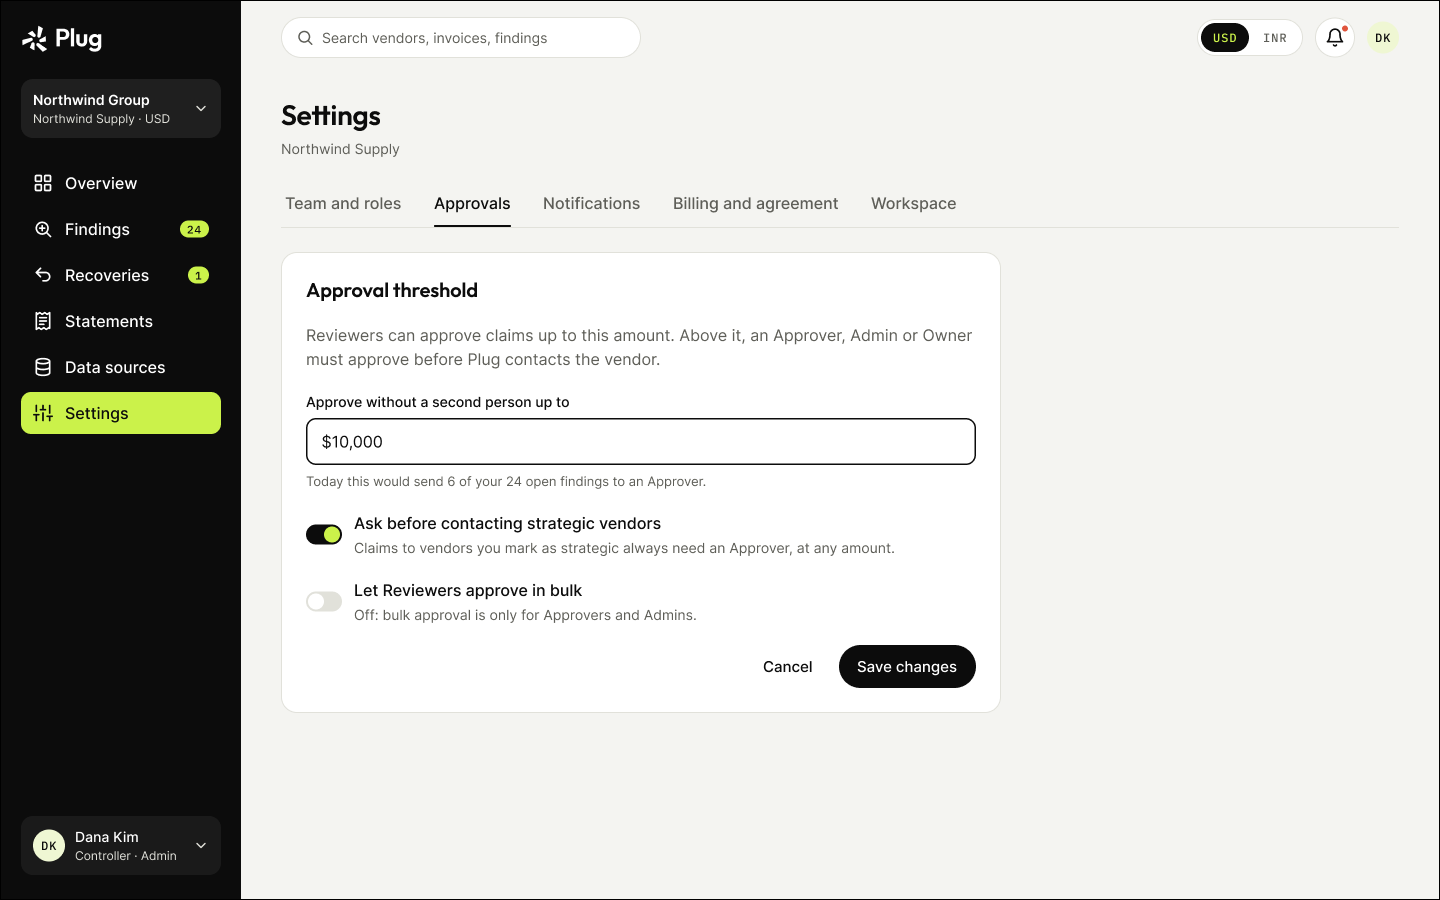 Plug
Search vendors, invoices, findings
USD
INR
DK
Northwind Group
Northwind Supply · USD
Overview
Findings
24
Recoveries
1
Statements
Data sources
Settings
Settings
Northwind Supply
Team and roles
Approvals
Notifications
Billing and agreement
Workspace
Approval threshold
Reviewers can approve claims up to this amount. Above it, an Approver, Admin or Owner
must approve before Plug contacts the vendor.
Approve without a second person up to
$10,000
Today this would send 6 of your 24 open findings to an Approver.
Ask before contacting strategic vendors
Claims to vendors you mark as strategic always need an Approver, at any amount.
Let Reviewers approve in bulk
Off: bulk approval is only for Approvers and Admins.
Cancel
Save changes
DK
Dana Kim
Controller · Admin